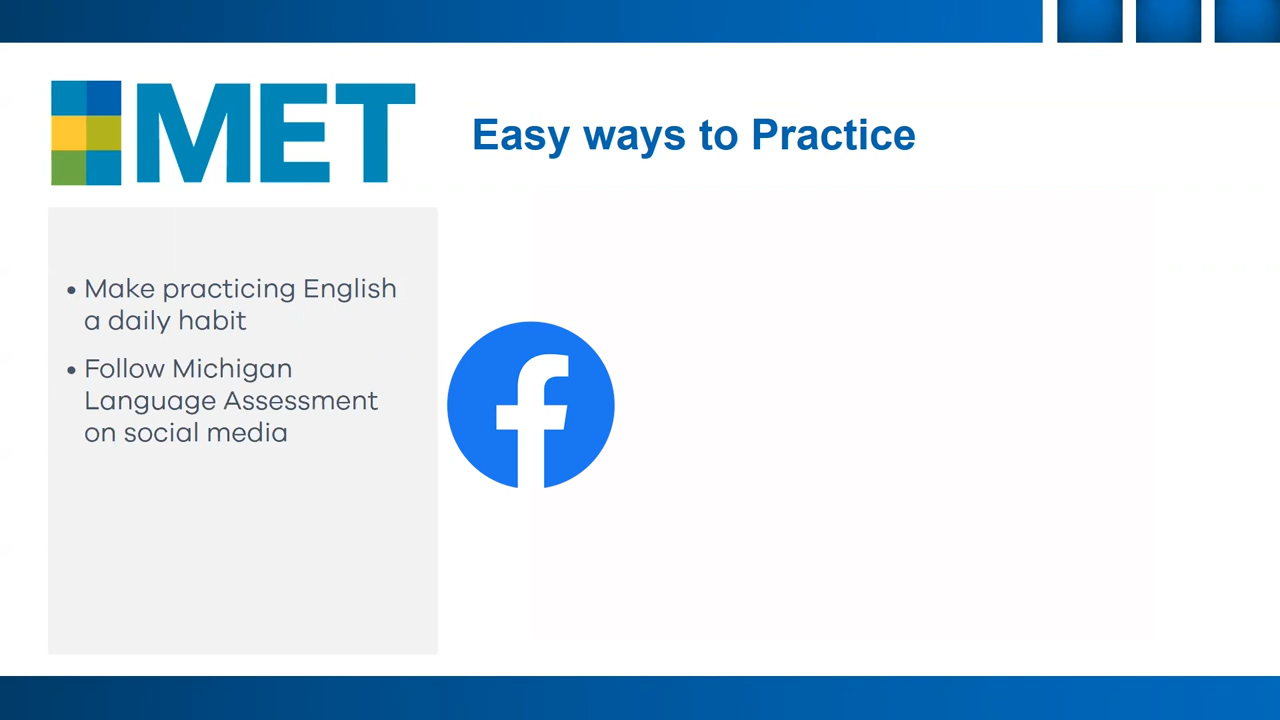 MET
Easy ways to Practice
• Make practicing English
a daily habit
• Follow Michigan
Language Assessment
on social media